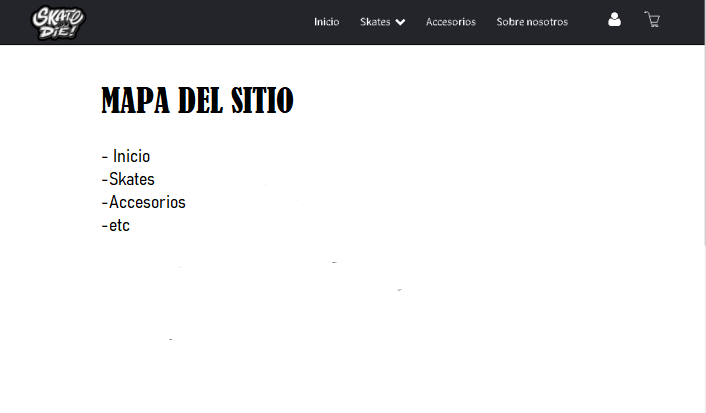 SKATE
OR
DIE!
Inicio
Skates
Accesorios
Sobre nosotros
MAPA DEL SITIO
- Inicio
-Skates
-Accesorios
-etc